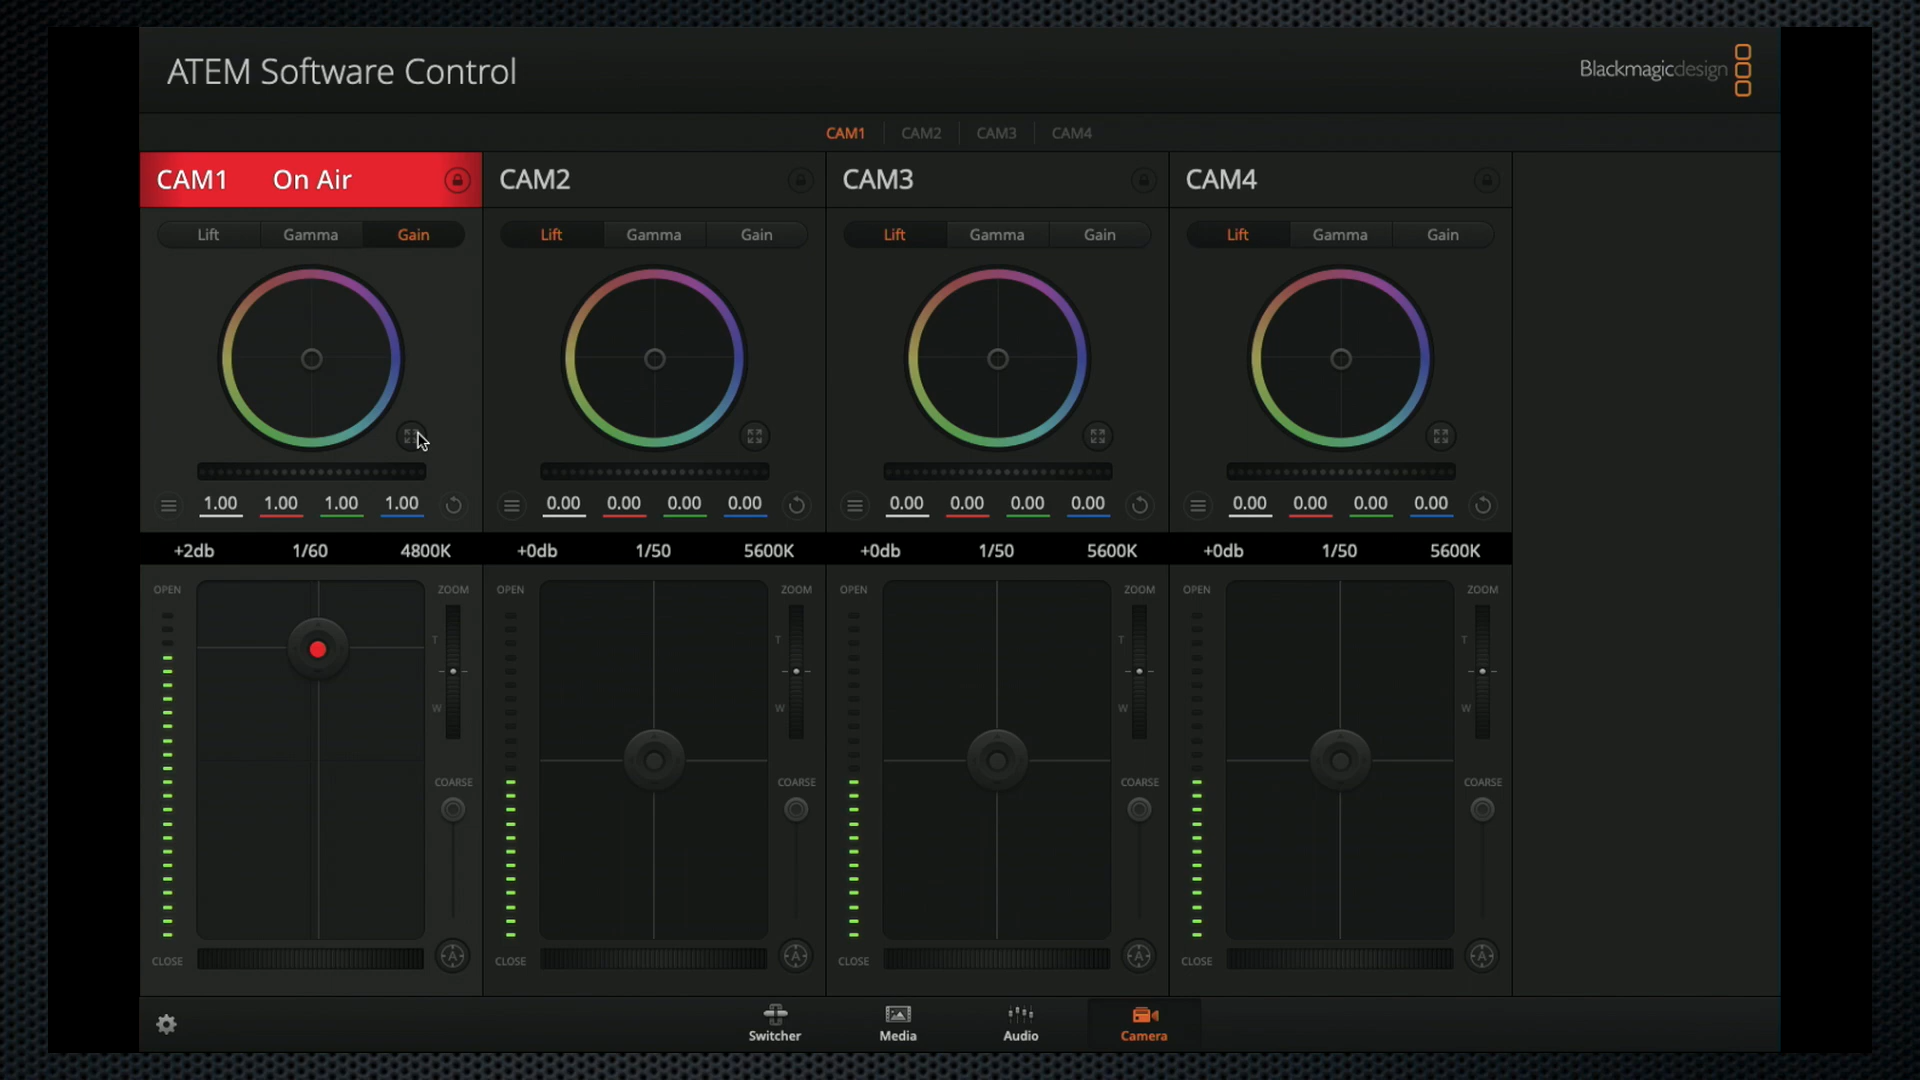 ATEM Software Control
Blackmagicdesign
CAM1 CAM2 CAM3 CAM4
CAM1 On Air CAM2 CAM3 CAM4
Lift Gamma Gain Lift Gamma Gain Lift Gamma Gain Lift Gamma Gain
1.00 1.00 1.00 1.00 0.00 0.00 0.00 0.00 0.00 0.00 0.00 0.00 0.00 0.00 0.00 0.00
+2db 1/60 4800K +0db 1/50 5600K +0db 1/50 5600K +0db 1/50 5600K
OPEN ZOOM OPEN ZOOM OPEN ZOOM OPEN ZOOM
T T T T
W W W W
COARSE COARSE COARSE COARSE
A A A A
CLOSE CLOSE CLOSE CLOSE
Switcher Media Audio Camera